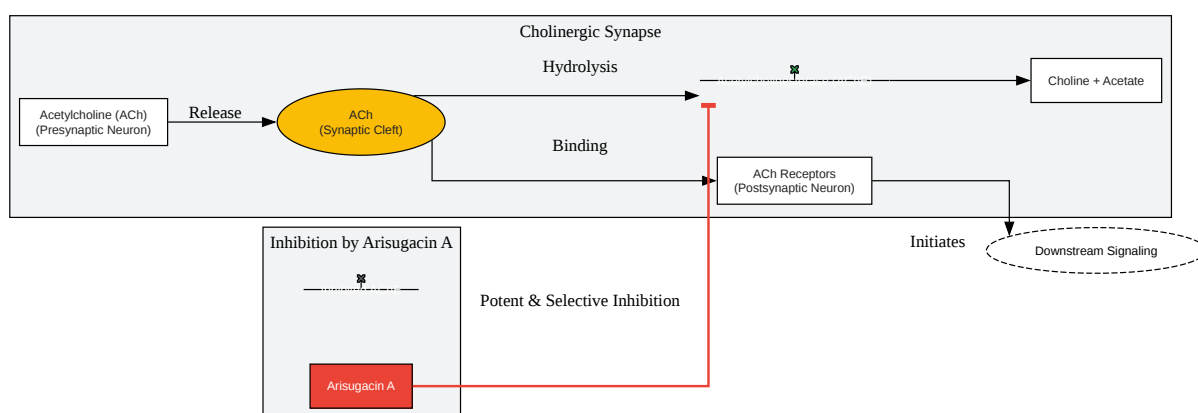 Cholinergic Synapse
Hydrolysis
Choline + Acetate
Acetylcholine (ACh)
(Presynaptic Neuron)
Release
ACh
(Synaptic Cleft)
Binding
ACh Receptors
(Postsynaptic Neuron)
Initiates
Downstream Signaling
Inhibition by Arisugacin A
Potent & Selective Inhibition
Arisugacin A